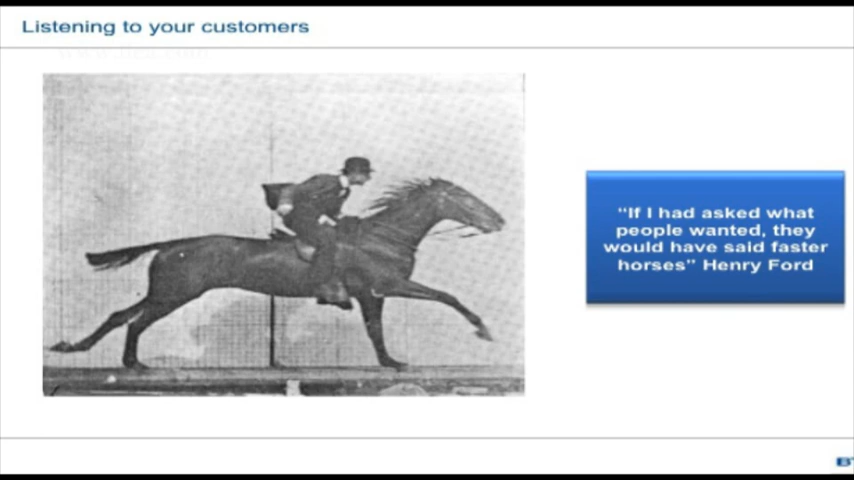 Listening to your customers
“If I had asked what
people wanted, they
would have said faster
horses” Henry Ford